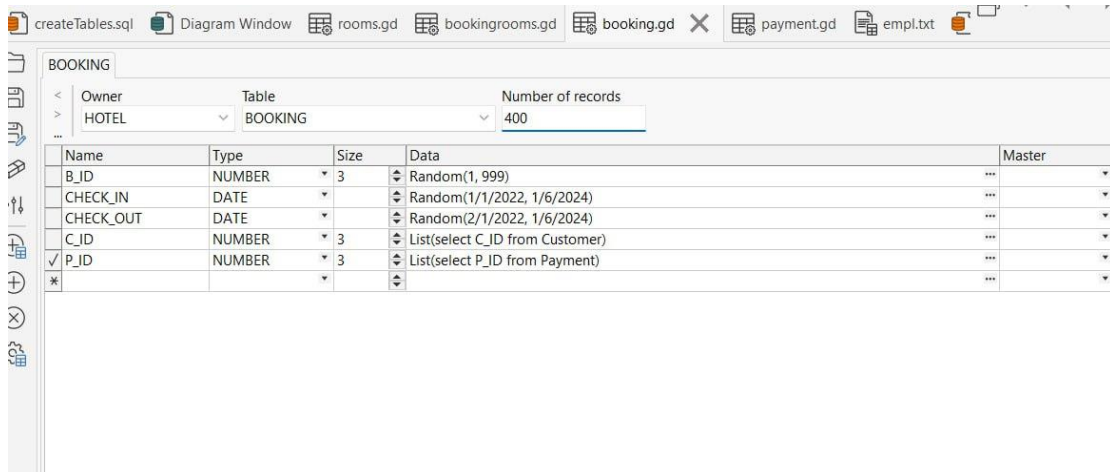 createTables.sql Diagram Window rooms.gd bookingrooms.gd booking.gd payment.gd empl.txt
BOOKING
Owner Table Number of records
HOTEL BOOKING 400
Name Type Size Data Master
B_ID NUMBER 3 Random(1, 999)
CHECK_IN DATE Random(1/1/2022, 1/6/2024)
CHECK_OUT DATE Random(2/1/2022, 1/6/2024)
C_ID NUMBER 3 List(select C_ID from Customer)
P_ID NUMBER 3 List(select P_ID from Payment)